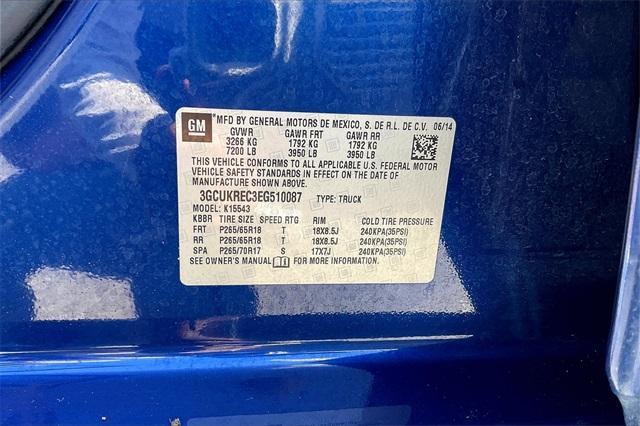 GM
MFD BY GENERAL MOTORS DE MEXICO, S. DE R.L. DE C.V. 06/14
GVWR GAWR FRT GAWR RR
3266 KG 1792 KG 1792 KG
7200 LB 3950 LB 3950 LB
THIS VEHICLE CONFORMS TO ALL APPLICABLE U.S. FEDERAL MOTOR
VEHICLE SAFETY STANDARDS IN EFFECT ON THE DATE OF
MANUFACTURE SHOWN ABOVE.
3GCUKREC3EG510087 TYPE: TRUCK
MODEL: K15543
KBBR TIRE SIZE SPEED RTG RIM COLD TIRE PRESSURE
FRT P265/65R18 T 18X8.5J 240KPA(35PSI)
RR P265/65R18 T 18X8.5J 240KPA(35PSI)
SPA P265/70R17 S 17X7J 240KPA(35PSI)
SEE OWNER'S MANUAL FOR MORE INFORMATION.